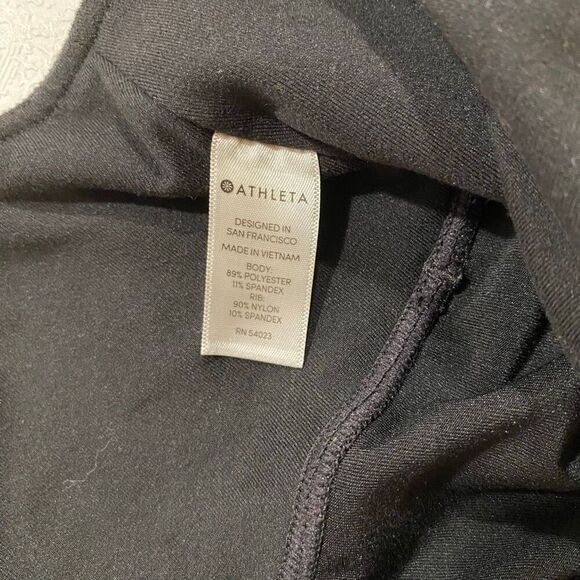 ATHLETA
DESIGNED IN
SAN FRANCISCO
MADE IN VIETNAM
BODY:
89% POLYESTER
11% SPANDEX
RIB:
90% NYLON
10% SPANDEX
RN 54023